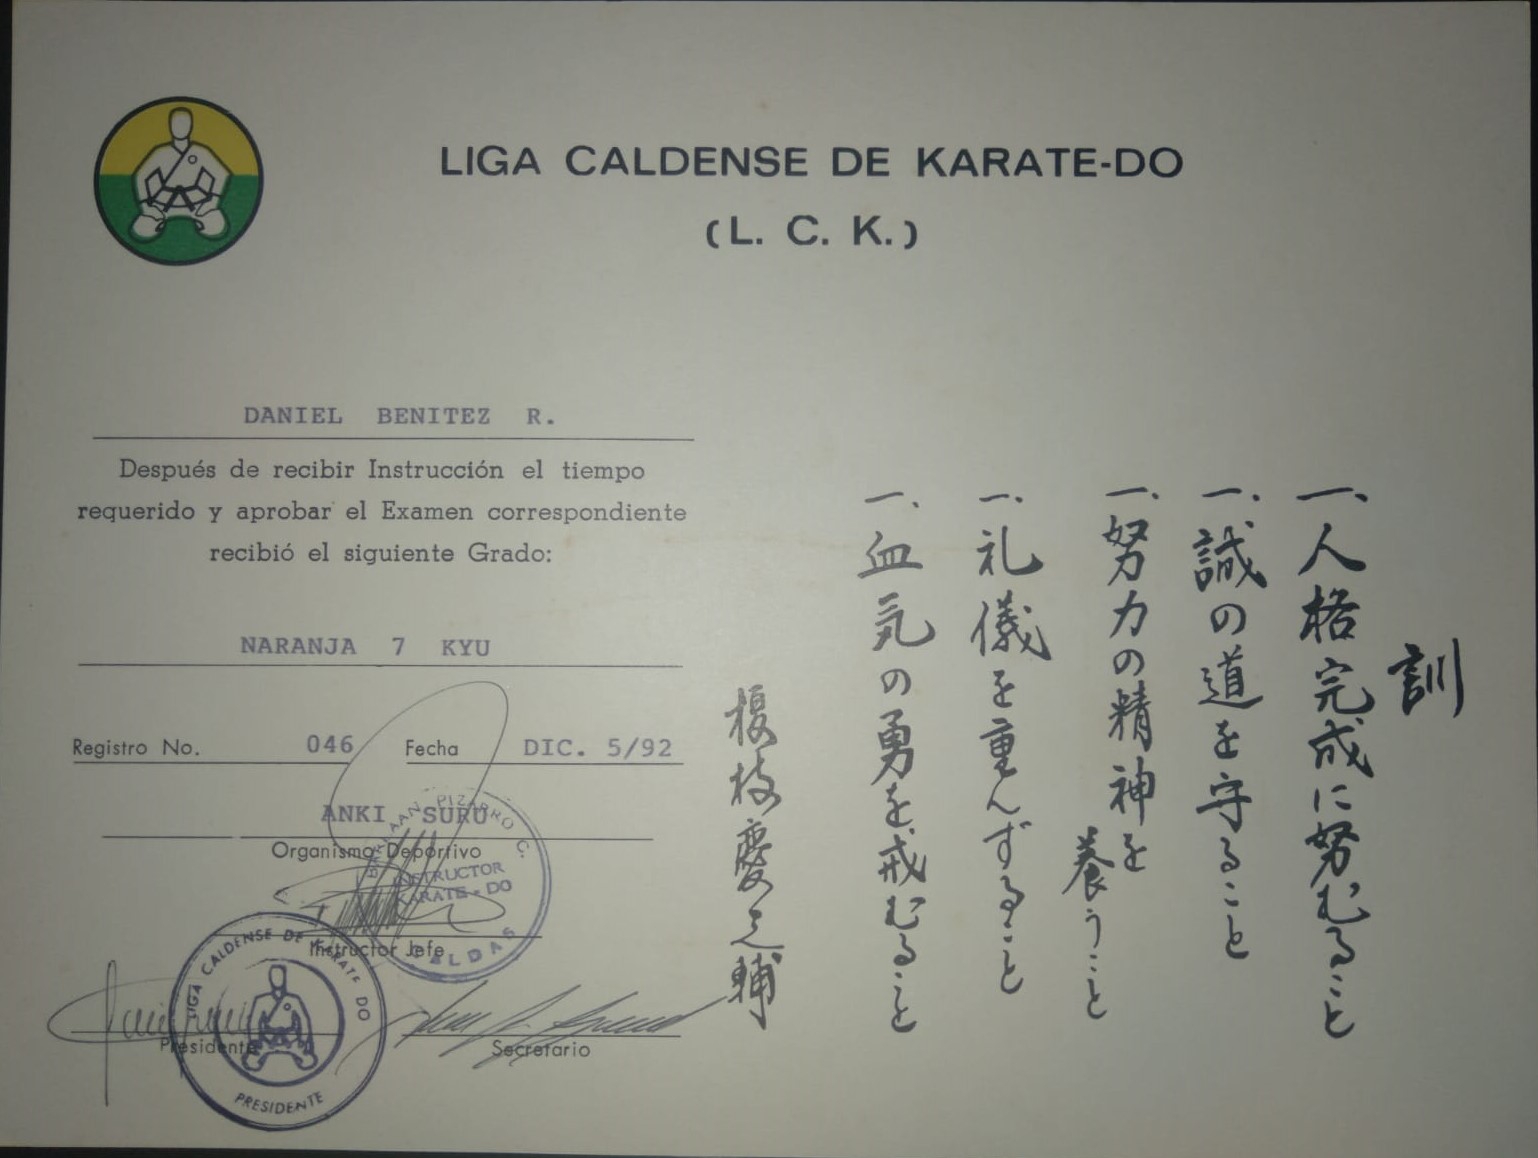 LIGA CALDENSE DE KARATE-DO
(L. C. K.)
DANIEL BENITEZ R.
Después de recibir Instrucción el tiempo
requerido y aprobar el Examen correspondiente
recibió el siguiente Grado:
NARANJA 7 KYU
Registro No. 046 Fecha DIC. 5/92
ANKI SURU
Organismo Deportivo
PIZARRO C.
INSTRUCTOR
KARATE-DO
CALDAS
Instructor Jefe
LIGA CALDENSE DE KARATE DO
PRESIDENTE
Presidente
Secretario
訓
一、人格完成に努むること
一、誠の道を守ること
一、努力の精神を
養うこと
一、礼儀を重んずること
一、血気の勇を戒むること
榎枝慶之輔